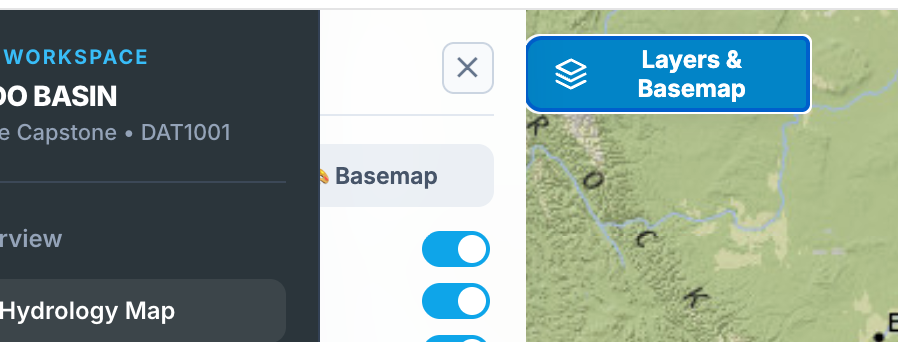 WORKSPACE
DO BASIN
e Capstone • DAT1001
rview
Hydrology Map
Basemap
Layers &
Basemap
R
O
C
K